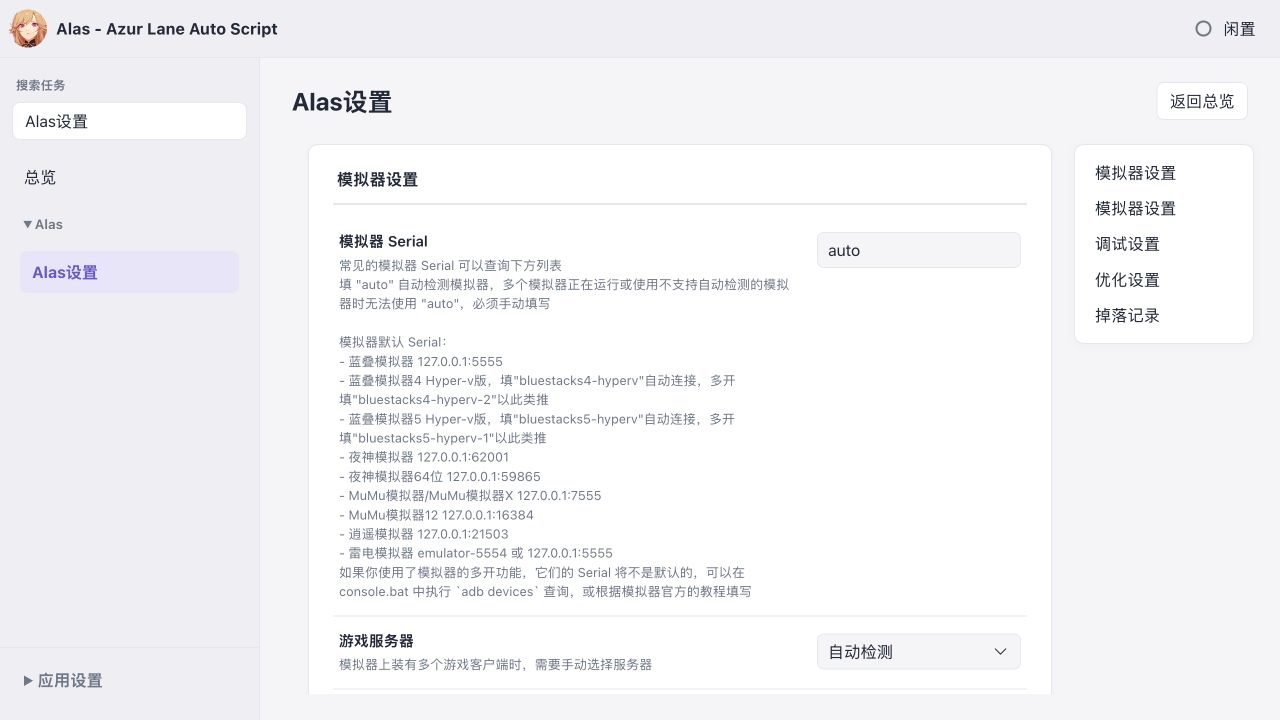 Alas - Azur Lane Auto Script
闲置
搜索任务
Alas设置
总览
Alas
Alas设置
应用设置
Alas设置
返回总览
模拟器设置
模拟器 Serial
常见的模拟器 Serial 可以查询下方列表
填 "auto" 自动检测模拟器，多个模拟器正在运行或使用不支持自动检测的模拟
器时无法使用 "auto"，必须手动填写
模拟器默认 Serial：
- 蓝叠模拟器 127.0.0.1:5555
- 蓝叠模拟器4 Hyper-v版，填"bluestacks4-hyperv"自动连接，多开
填"bluestacks4-hyperv-2"以此类推
- 蓝叠模拟器5 Hyper-v版，填"bluestacks5-hyperv"自动连接，多开
填"bluestacks5-hyperv-1"以此类推
- 夜神模拟器 127.0.0.1:62001
- 夜神模拟器64位 127.0.0.1:59865
- MuMu模拟器/MuMu模拟器X 127.0.0.1:7555
- MuMu模拟器12 127.0.0.1:16384
- 逍遥模拟器 127.0.0.1:21503
- 雷电模拟器 emulator-5554 或 127.0.0.1:5555
如果你使用了模拟器的多开功能，它们的 Serial 将不是默认的，可以在
console.bat 中执行 `adb devices` 查询，或根据模拟器官方的教程填写
auto
游戏服务器
模拟器上装有多个游戏客户端时，需要手动选择服务器
自动检测
模拟器设置
模拟器设置
调试设置
优化设置
掉落记录